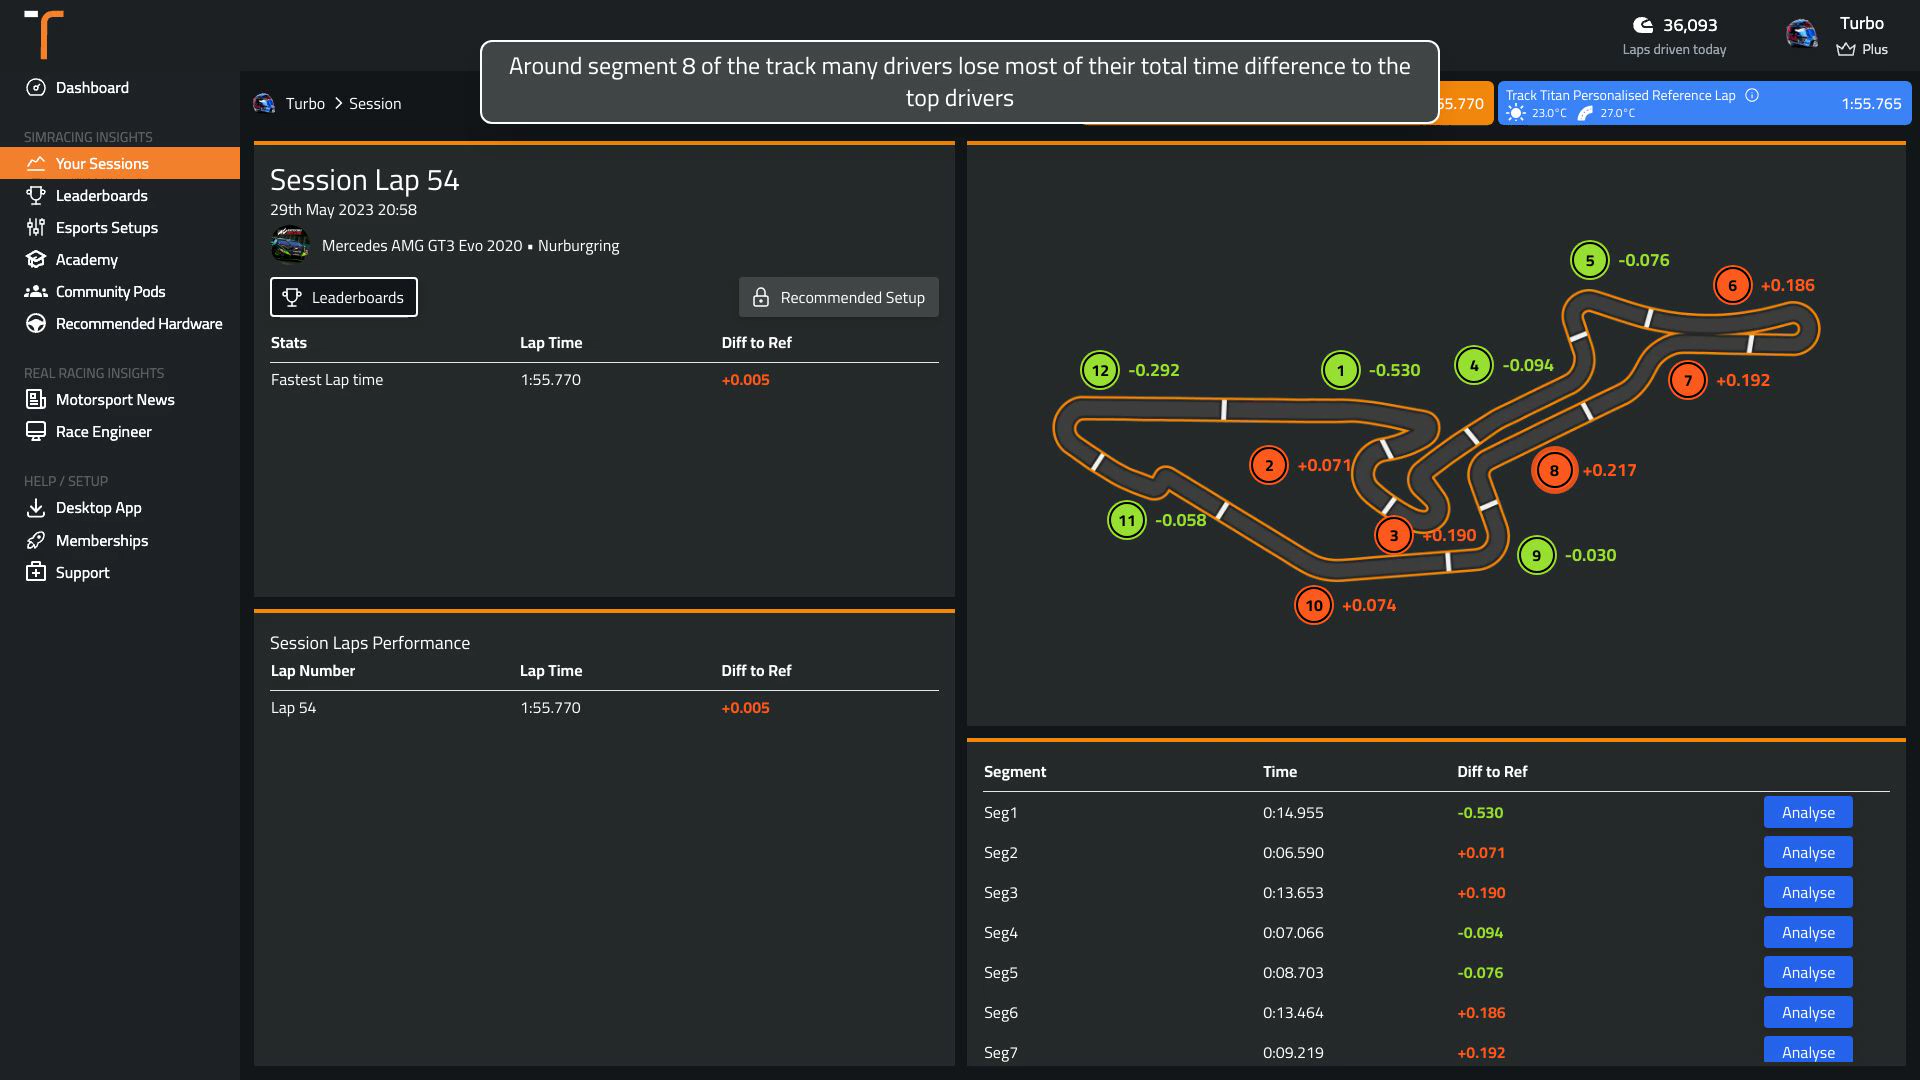 36,093
Laps driven today
Turbo
Plus
Around segment 8 of the track many drivers lose most of their total time difference to the
top drivers
Dashboard
SIMRACING INSIGHTS
Your Sessions
Leaderboards
Esports Setups
Academy
Community Pods
Recommended Hardware
REAL RACING INSIGHTS
Motorsport News
Race Engineer
HELP / SETUP
Desktop App
Memberships
Support
Turbo > Session
55.770
Track Titan Personalised Reference Lap
23.0°C 27.0°C
1:55.765
Session Lap 54
29th May 2023 20:58
Mercedes AMG GT3 Evo 2020 • Nurburgring
Leaderboards
Recommended Setup
Stats Lap Time Diff to Ref
Fastest Lap time 1:55.770 +0.005
Session Laps Performance
Lap Number Lap Time Diff to Ref
Lap 54 1:55.770 +0.005
5 -0.076
6 +0.186
12 -0.292
1 -0.530
4 -0.094
7 +0.192
2 +0.071
8 +0.217
11 -0.058
3 +0.190
9 -0.030
10 +0.074
Segment Time Diff to Ref
Seg1 0:14.955 -0.530 Analyse
Seg2 0:06.590 +0.071 Analyse
Seg3 0:13.653 +0.190 Analyse
Seg4 0:07.066 -0.094 Analyse
Seg5 0:08.703 -0.076 Analyse
Seg6 0:13.464 +0.186 Analyse
Seg7 0:09.219 +0.192 Analyse